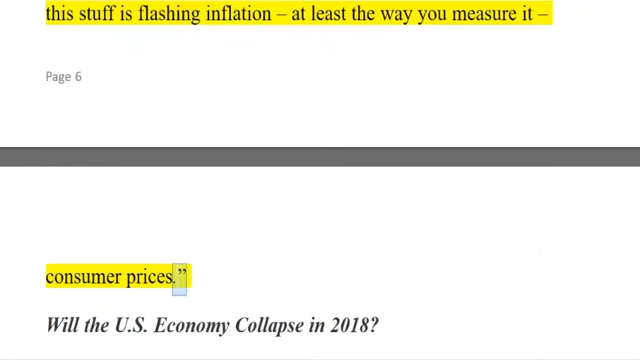 this stuff is flashing inflation – at least the way you measure it –
Page 6
consumer prices.”
Will the U.S. Economy Collapse in 2018?